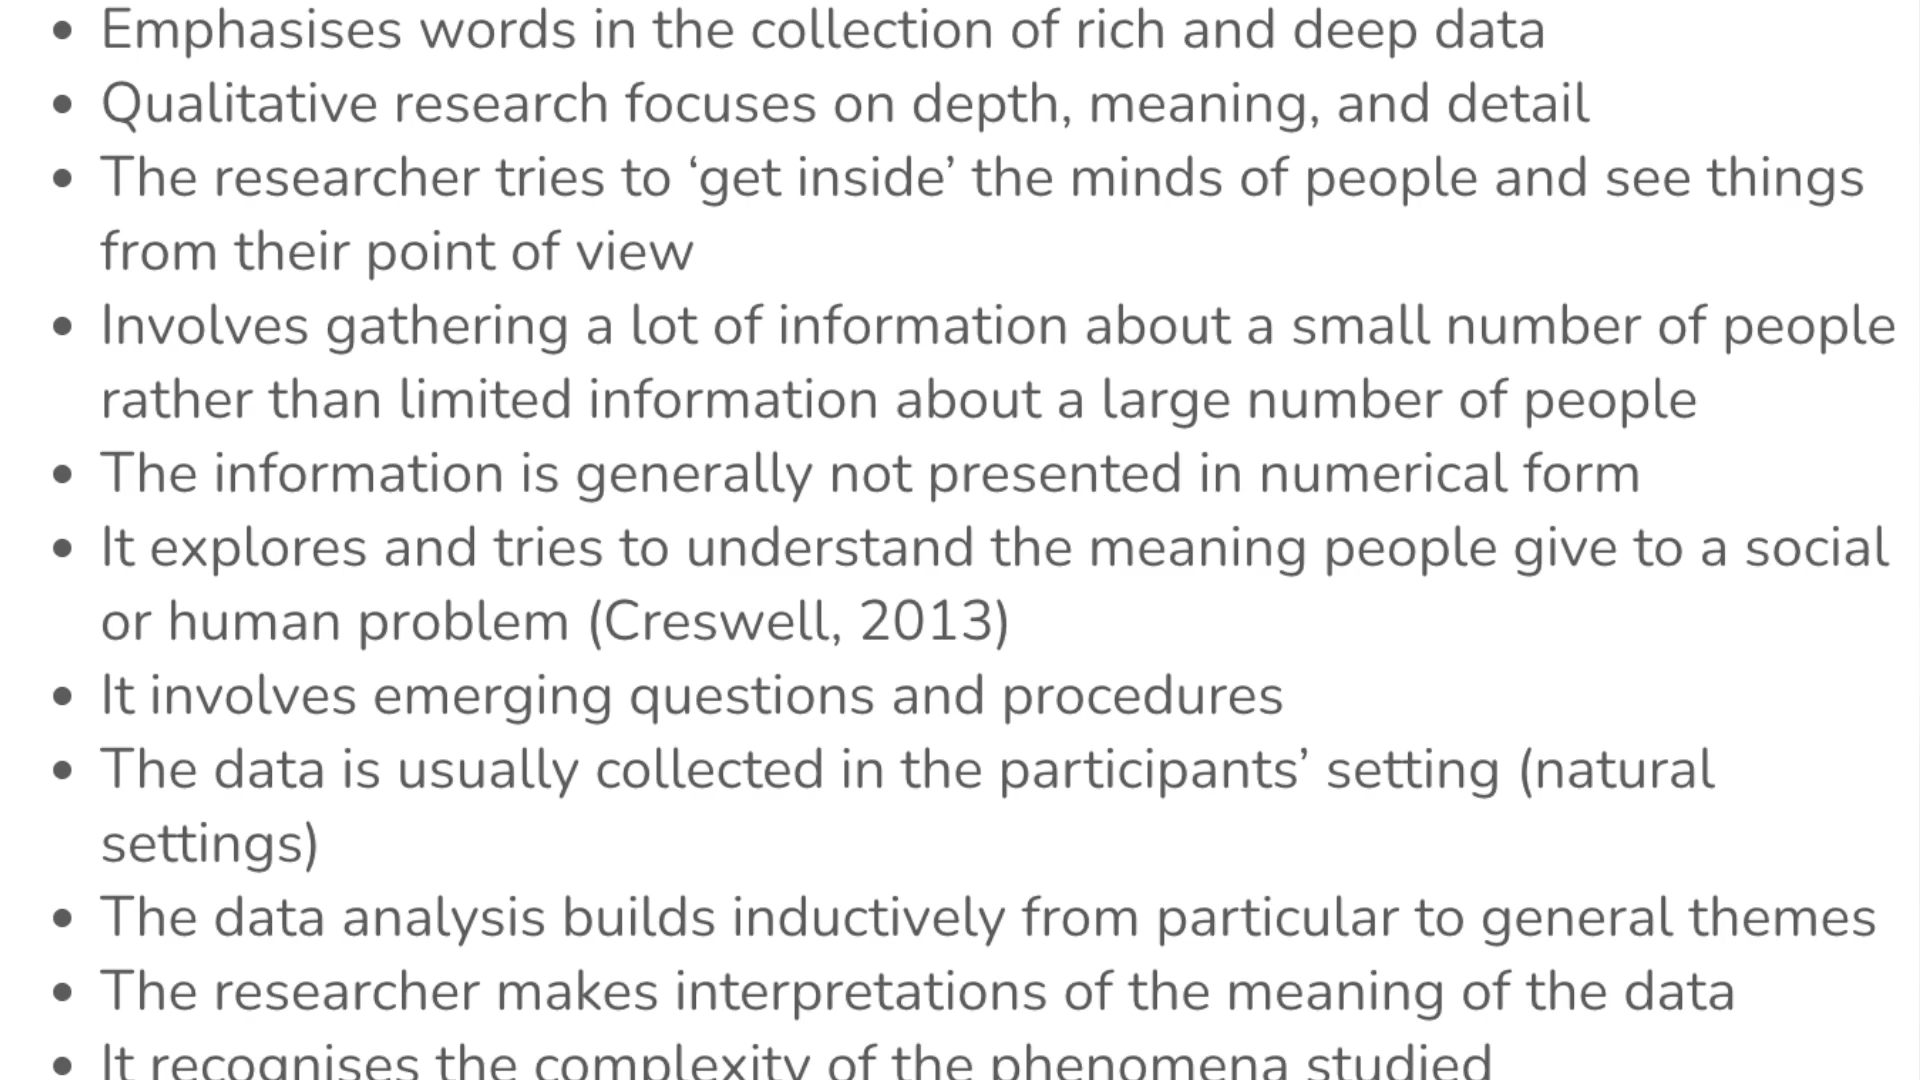 • Emphasises words in the collection of rich and deep data
• Qualitative research focuses on depth, meaning, and detail
• The researcher tries to ‘get inside’ the minds of people and see things
from their point of view
• Involves gathering a lot of information about a small number of people
rather than limited information about a large number of people
• The information is generally not presented in numerical form
• It explores and tries to understand the meaning people give to a social
or human problem (Creswell, 2013)
• It involves emerging questions and procedures
• The data is usually collected in the participants’ setting (natural
settings)
• The data analysis builds inductively from particular to general themes
• The researcher makes interpretations of the meaning of the data
• It recognises the complexity of the phenomena studied